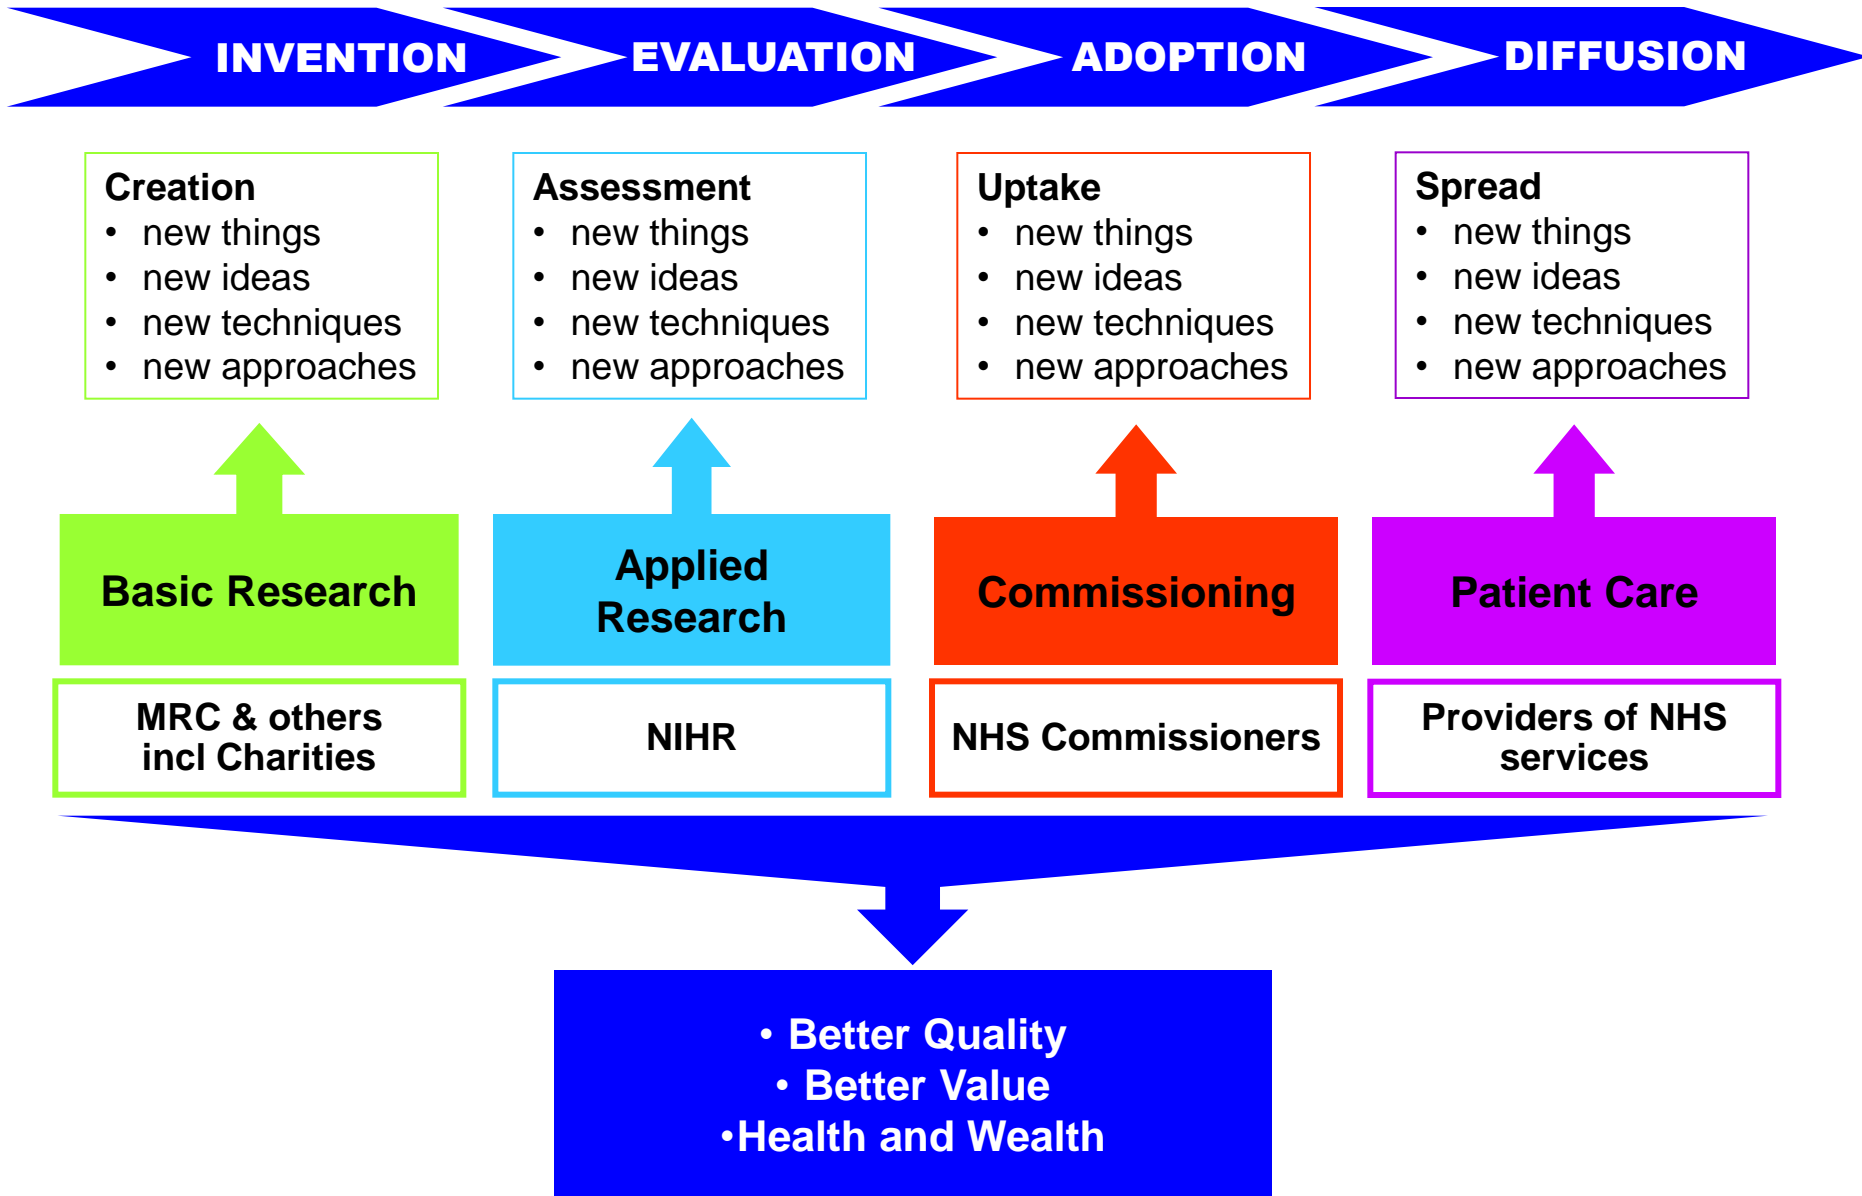 INVENTION
EVALUATION
ADOPTION
DIFFUSION
Creation
• new things
• new ideas
• new techniques
• new approaches
Assessment
• new things
• new ideas
• new techniques
• new approaches
Uptake
• new things
• new ideas
• new techniques
• new approaches
Spread
• new things
• new ideas
• new techniques
• new approaches
Basic Research
Applied
Research
Commissioning
Patient Care
MRC & others
incl Charities
NIHR
NHS Commissioners
Providers of NHS
services
• Better Quality
• Better Value
•Health and Wealth